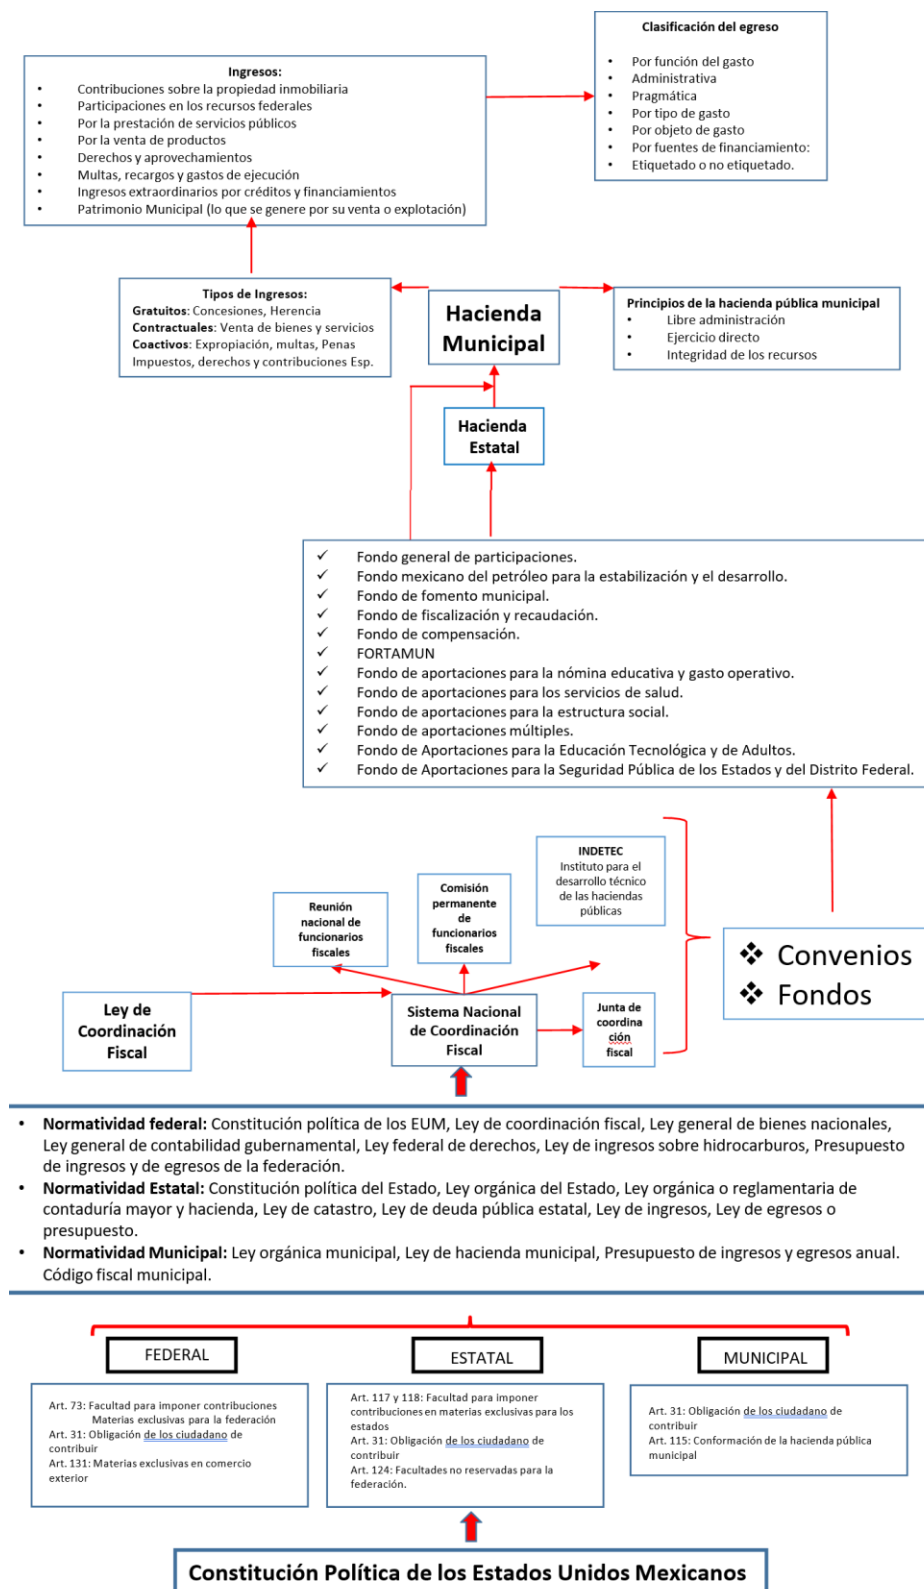 Clasificación del egreso
• Por función del gasto
• Administrativa
• Pragmática
• Por tipo de gasto
• Por objeto de gasto
• Por fuentes de financiamiento:
• Etiquetado o no etiquetado.
Ingresos:
• Contribuciones sobre la propiedad inmobiliaria
• Participaciones en los recursos federales
• Por la prestación de servicios públicos
• Por la venta de productos
• Derechos y aprovechamientos
• Multas, recargos y gastos de ejecución
• Ingresos extraordinarios por créditos y financiamientos
• Patrimonio Municipal (lo que se genere por su venta o explotación)
Tipos de Ingresos:
Gratuitos: Concesiones, Herencia
Contractuales: Venta de bienes y servicios
Coactivos: Expropiación, multas, Penas
Impuestos, derechos y contribuciones Esp.
Hacienda
Municipal
Principios de la hacienda pública municipal
• Libre administración
• Ejercicio directo
• Integridad de los recursos
Hacienda
Estatal
✓ Fondo general de participaciones.
✓ Fondo mexicano del petróleo para la estabilización y el desarrollo.
✓ Fondo de fomento municipal.
✓ Fondo de fiscalización y recaudación.
✓ Fondo de compensación.
✓ FORTAMUN
✓ Fondo de aportaciones para la nómina educativa y gasto operativo.
✓ Fondo de aportaciones para los servicios de salud.
✓ Fondo de aportaciones para la estructura social.
✓ Fondo de aportaciones múltiples.
✓ Fondo de Aportaciones para la Educación Tecnológica y de Adultos.
✓ Fondo de Aportaciones para la Seguridad Pública de los Estados y del Distrito Federal.
INDETEC
Instituto para el
desarrollo técnico
de las haciendas
públicas
Comisión
permanente
de
funcionarios
fiscales
Reunión
nacional de
funcionarios
fiscales
❖ Convenios
❖ Fondos
Ley de
Coordinación
Fiscal
Sistema Nacional
de Coordinación
Fiscal
Junta de
coordina
ción
fiscal
• Normatividad federal: Constitución política de los EUM, Ley de coordinación fiscal, Ley general de bienes nacionales,
Ley general de contabilidad gubernamental, Ley federal de derechos, Ley de ingresos sobre hidrocarburos, Presupuesto
de ingresos y de egresos de la federación.
• Normatividad Estatal: Constitución política del Estado, Ley orgánica del Estado, Ley orgánica o reglamentaria de
contaduría mayor y hacienda, Ley de catastro, Ley de deuda pública estatal, Ley de ingresos, Ley de egresos o
presupuesto.
• Normatividad Municipal: Ley orgánica municipal, Ley de hacienda municipal, Presupuesto de ingresos y egresos anual.
Código fiscal municipal.
FEDERAL
Art. 73: Facultad para imponer contribuciones
Materias exclusivas para la federación
Art. 31: Obligación de los ciudadano de
contribuir
Art. 131: Materias exclusivas en comercio
exterior
ESTATAL
Art. 117 y 118: Facultad para imponer
contribuciones en materias exclusivas para los
estados
Art. 31: Obligación de los ciudadano de
contribuir
Art. 124: Facultades no reservadas para la
federación.
MUNICIPAL
Art. 31: Obligación de los ciudadano de
contribuir
Art. 115: Conformación de la hacienda pública
municipal
Constitución Política de los Estados Unidos Mexicanos